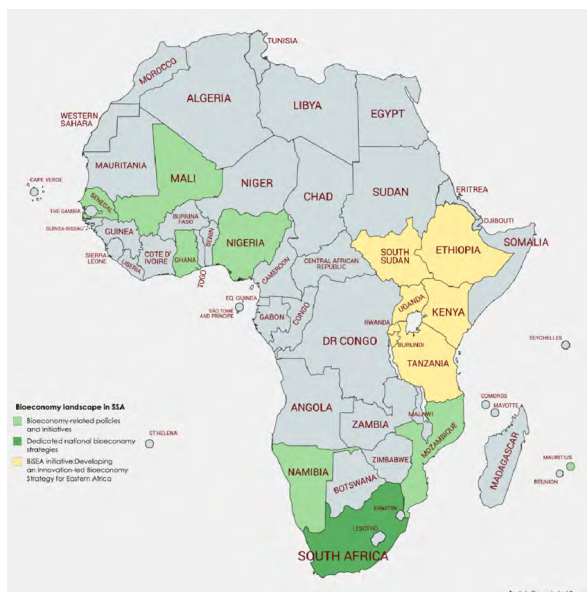 TUNISIA
MOROCCO
ALGERIA
LIBYA
EGYPT
WESTERN
SAHARA
MAURITANIA
MALI
NIGER
CHAD
SUDAN
ERITREA
CAPE VERDE
SENEGAL
THE GAMBIA
GUINEA-BISSAU
GUINEA
SIERRA
LEONE
LIBERIA
COTE D'
IVOIRE
BURKINA
FASO
GHANA
TOGO
BENIN
NIGERIA
CAMEROON
CENTRAL AFRICAN
REPUBLIC
SOUTH
SUDAN
ETHIOPIA
DJIBOUTI
SOMALIA
EQ. GUINEA
SÃO TOMÉ
AND PRINCIPE
GABON
CONGO
DR CONGO
UGANDA
KENYA
RWANDA
BURUNDI
TANZANIA
SEYCHELLES
COMOROS
MAYOTTE
ANGOLA
ZAMBIA
MALAWI
MOZAMBIQUE
ZIMBABWE
MADAGASCAR
MAURITIUS
RÉUNION
ST.HELENA
NAMIBIA
BOTSWANA
LESOTHO
SOUTH AFRICA
Bioeconomy landscape in SSA
Bioeconomy-related policies
and initiatives
Dedicated national bioeconomy
strategies
BiSEA initiative:Developing
an Innovation-led Bioeconomy
Strategy for Eastern Africa